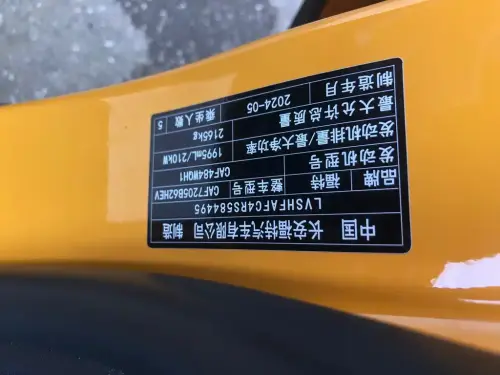 中国 长安福特汽车有限公司 制造
LVSHFAFC4RS584495
品牌 福特 整车型号 CAF7205B62HEV
发动机型号 CAF484WQH1
发动机排量/最大净功率 1995mL/210kW
最大允许总质量 2165kg
制造年月 2024-05 乘坐人数 5